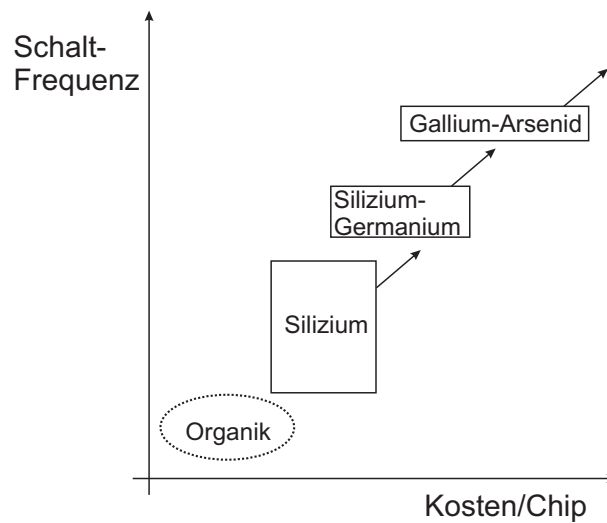 Schalt-
Frequenz
Gallium-Arsenid
Silizium-
Germanium
Silizium
Organik
Kosten/Chip